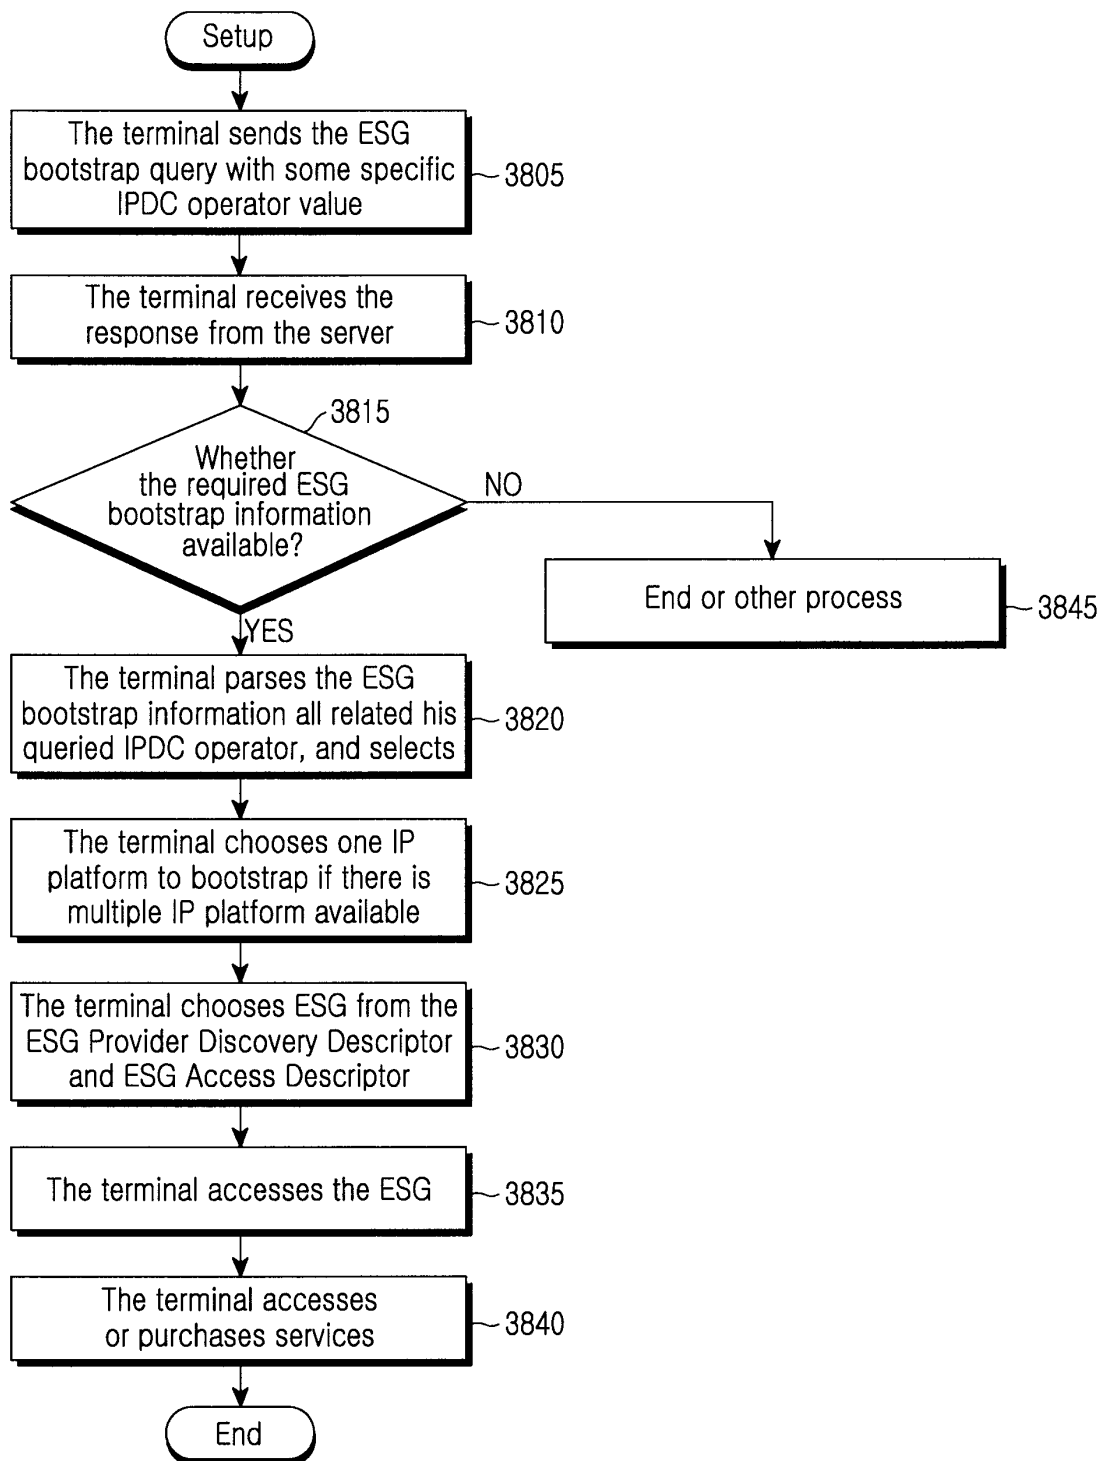 Setup
The terminal sends the ESG
bootstrap query with some specific
IPDC operator value
3805
The terminal receives the
response from the server
3810
3815
Whether
the required ESG
bootstrap information
available?
NO
End or other process
3845
YES
The terminal parses the ESG
bootstrap information all related his
queried IPDC operator, and selects
3820
The terminal chooses one IP
platform to bootstrap if there is
multiple IP platform available
3825
The terminal chooses ESG from the
ESG Provider Discovery Descriptor
and ESG Access Descriptor
3830
The terminal accesses the ESG
3835
The terminal accesses
or purchases services
3840
End